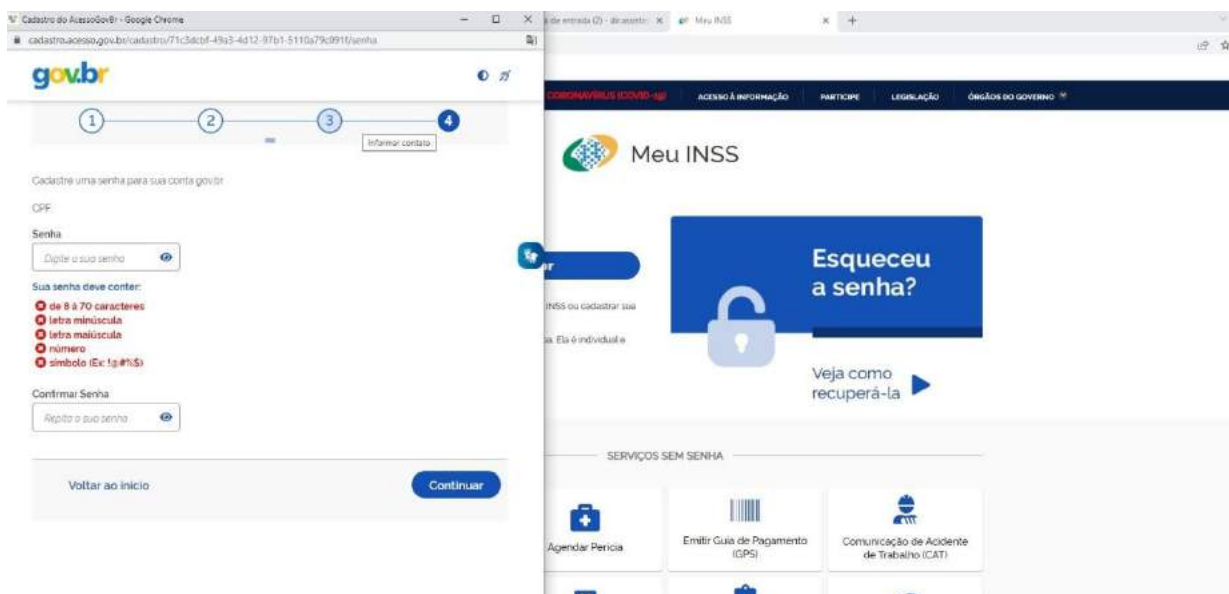 Cadastro do AcessoGovBr - Google Chrome
cadastro.acesso.gov.br/cadastro/
/senha
gov.br
1
2
3
4
Informar contato
Cadastre uma senha para sua conta gov.br
CPF
Senha
Digite a sua senha
Sua senha deve conter:
de 8 à 70 caracteres
letra minúscula
letra maiúscula
número
símbolo (Ex: !@#%$)
Confirmar Senha
Repita a sua senha
Voltar ao início
Continuar
de entrada (2)
Meu INSS
CORONAVÍRUS (COVID-19)
ACESSO À INFORMAÇÃO
PARTICIPE
LEGISLAÇÃO
ÓRGÃOS DO GOVERNO
Meu INSS
er
INSS ou cadastrar sua
Ela é individual e
Esqueceu
a senha?
Veja como
recuperá-la
SERVIÇOS SEM SENHA
Agendar Perícia
Emitir Guia de Pagamento
(GPS)
Comunicação de Acidente
de Trabalho (CAT)